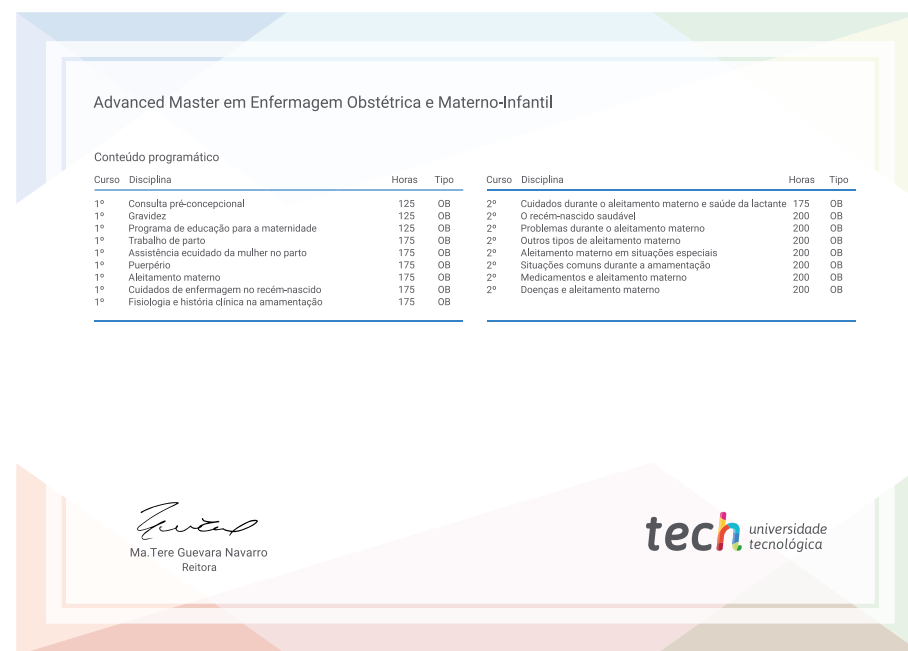 Advanced Master em Enfermagem Obstétrica e Materno-Infantil
Conteúdo programático
Curso Disciplina Horas Tipo
1º Consulta pré-concepcional 125 OB
1º Gravidez 125 OB
1º Programa de educação para a maternidade 125 OB
1º Trabalho de parto 175 OB
1º Assistência ecuidado da mulher no parto 175 OB
1º Puerpério 175 OB
1º Aleitamento materno 175 OB
1º Cuidados de enfermagem no recém-nascido 175 OB
1º Fisiologia e história clínica na amamentação 175 OB
Curso Disciplina Horas Tipo
2º Cuidados durante o aleitamento materno e saúde da lactante 175 OB
2º O recém-nascido saudável 200 OB
2º Problemas durante o aleitamento materno 200 OB
2º Outros tipos de aleitamento materno 200 OB
2º Aleitamento materno em situações especiais 200 OB
2º Situações comuns durante a amamentação 200 OB
2º Medicamentos e aleitamento materno 200 OB
2º Doenças e aleitamento materno 200 OB
Ma.Tere Guevara Navarro
Reitora
tech universidade
tecnológica